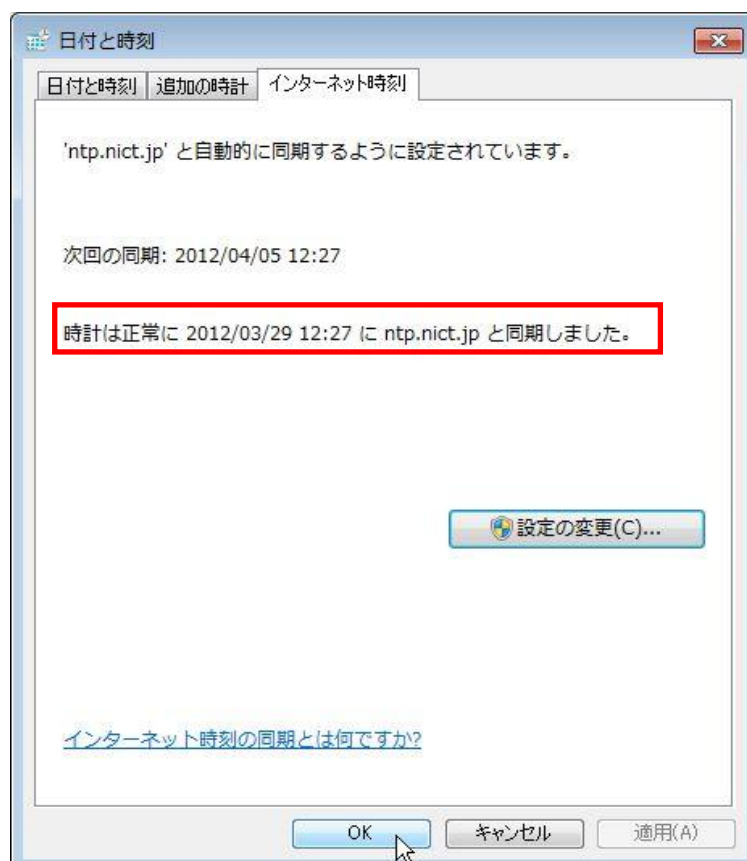 日付と時刻
日付と時刻 追加の時計 インターネット時刻
'ntp.nict.jp' と自動的に同期するように設定されています。
次回の同期: 2012/04/05 12:27
時計は正常に 2012/03/29 12:27 に ntp.nict.jp と同期しました。
設定の変更(C)...
インターネット時刻の同期とは何ですか?
OK キャンセル 適用(A)